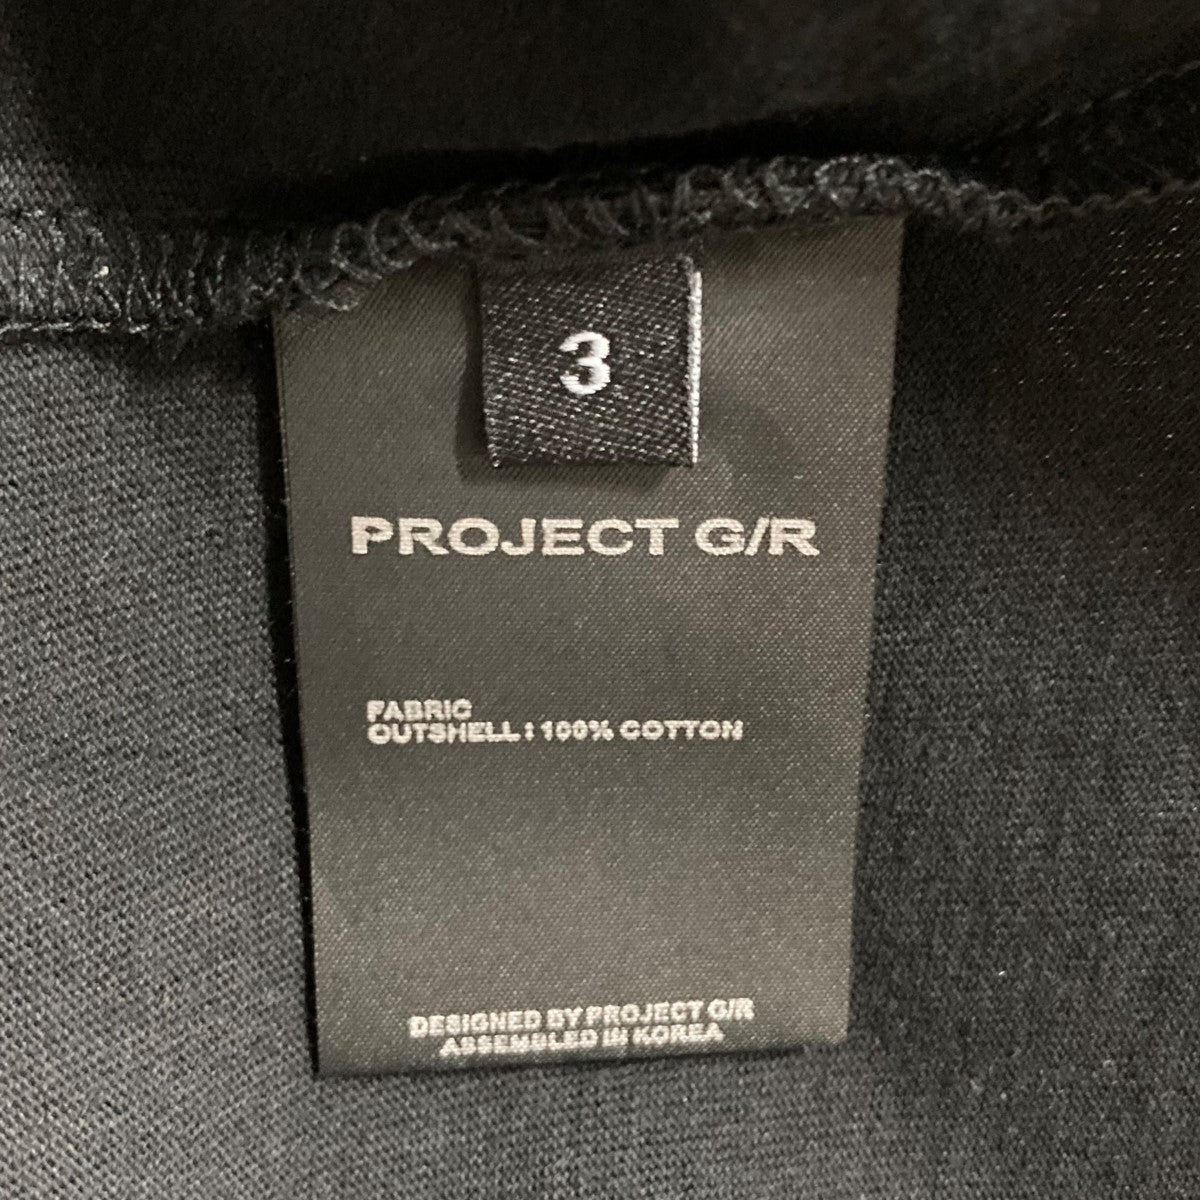 3
PROJECT G/R
FABRIC
OUTSHELL : 100% COTTON
DESIGNED BY PROJECT G/R
ASSEMBLED IN KOREA